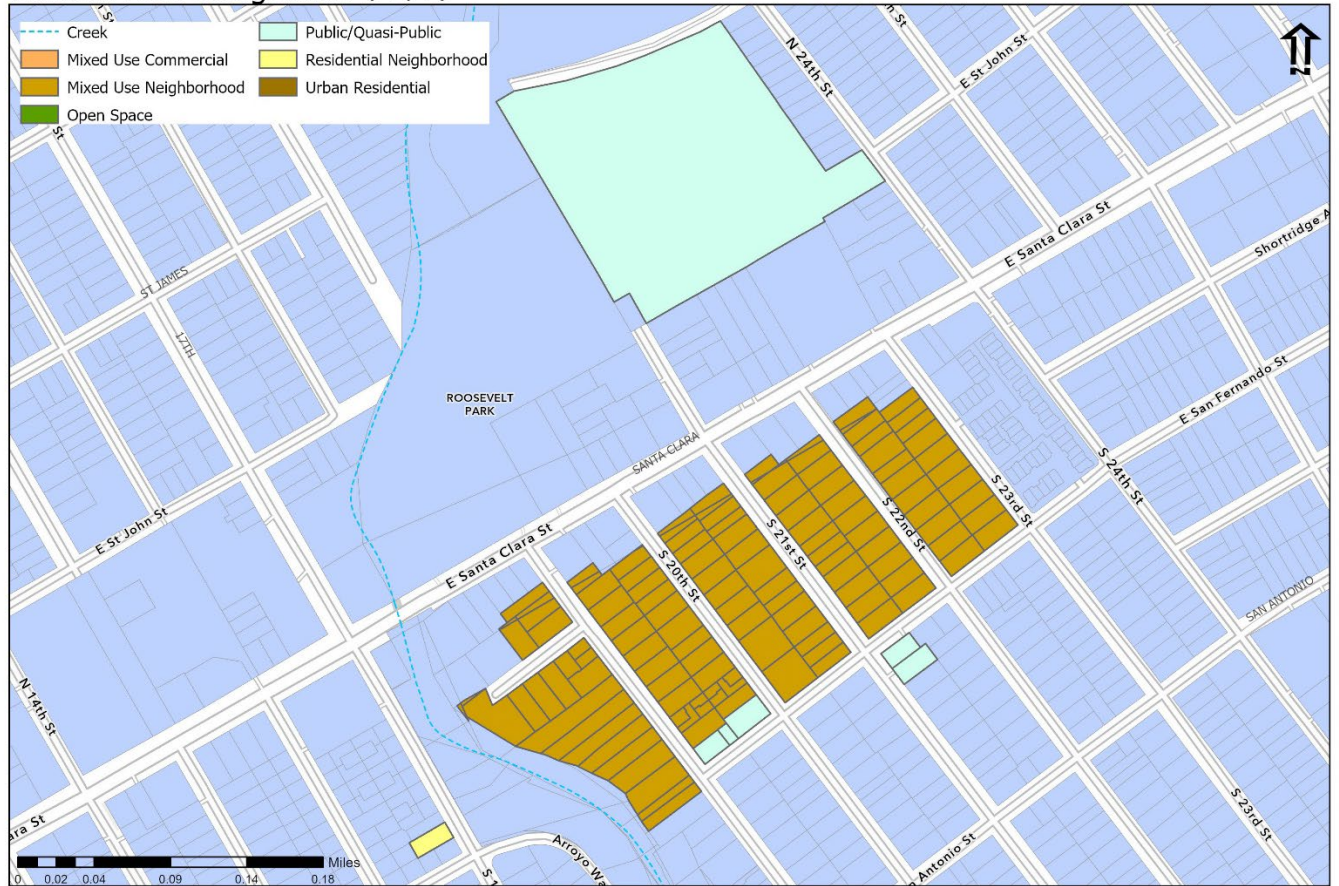 Creek
Mixed Use Commercial
Mixed Use Neighborhood
Open Space
Public/Quasi-Public
Residential Neighborhood
Urban Residential
N
N 24th St
E St John St
E Santa Clara St
Shortridge A
ST JAMES
17TH
ROOSEVELT
PARK
SANTA CLARA
E San Fernando St
S 24th St
S 23rd St
S 22nd St
S 21st St
S 20th St
E St John St
E Santa Clara St
SAN ANTONIO
N 14th St
S 23rd St
Antonio St
Arroyo Wa
ara St
S 1
Miles
0 0.02 0.04 0.09 0.14 0.18